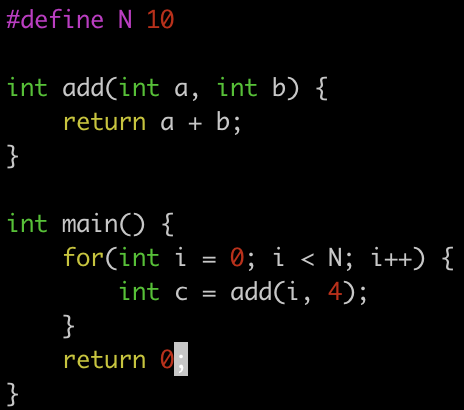 #define N 10

int add(int a, int b) {
    return a + b;
}

int main() {
    for(int i = 0; i < N; i++) {
        int c = add(i, 4);
    }
    return 0;
}